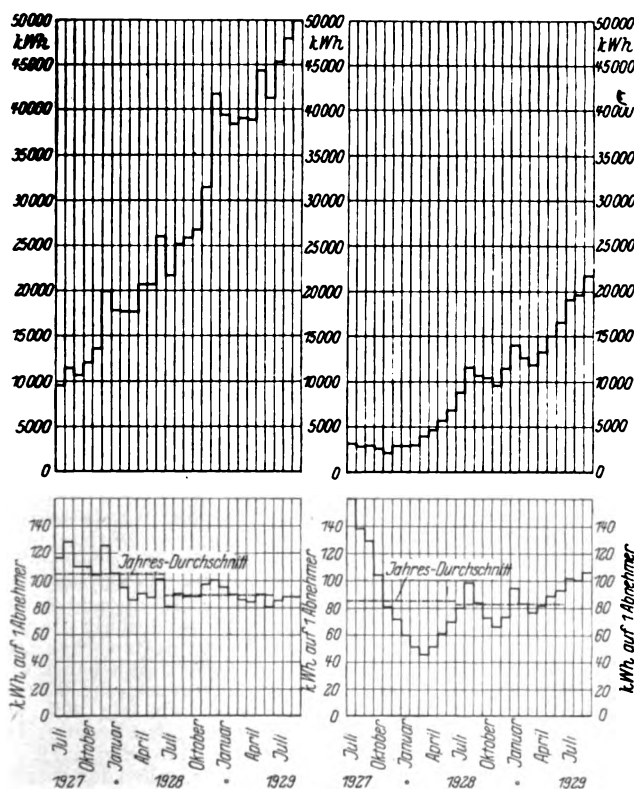 50000 50000 50000
kWh kWh kWh
45000 45000 45000
40000 40000 40000
35000 35000 35000
30000 30000 30000
25000 25000 25000
20000 20000 20000
15000 15000 15000
10000 10000 10000
5000 5000 5000
0 0 0
140 140 140
120 120 120
Jahres-Durchschnitt Jahres-Durchschnitt
100 100 100
80 80 80
60 60 60
40 40 40
20 20 20
0 0 0
kWh auf 1 Abnehmer kWh auf 1 Abnehmer kWh auf 1 Abnehmer
Juli Oktober Januar April Juli Oktober Januar April Juli
1927 1928 1929
Juli Oktober Januar April Juli Oktober Januar April Juli
1927 1928 1929